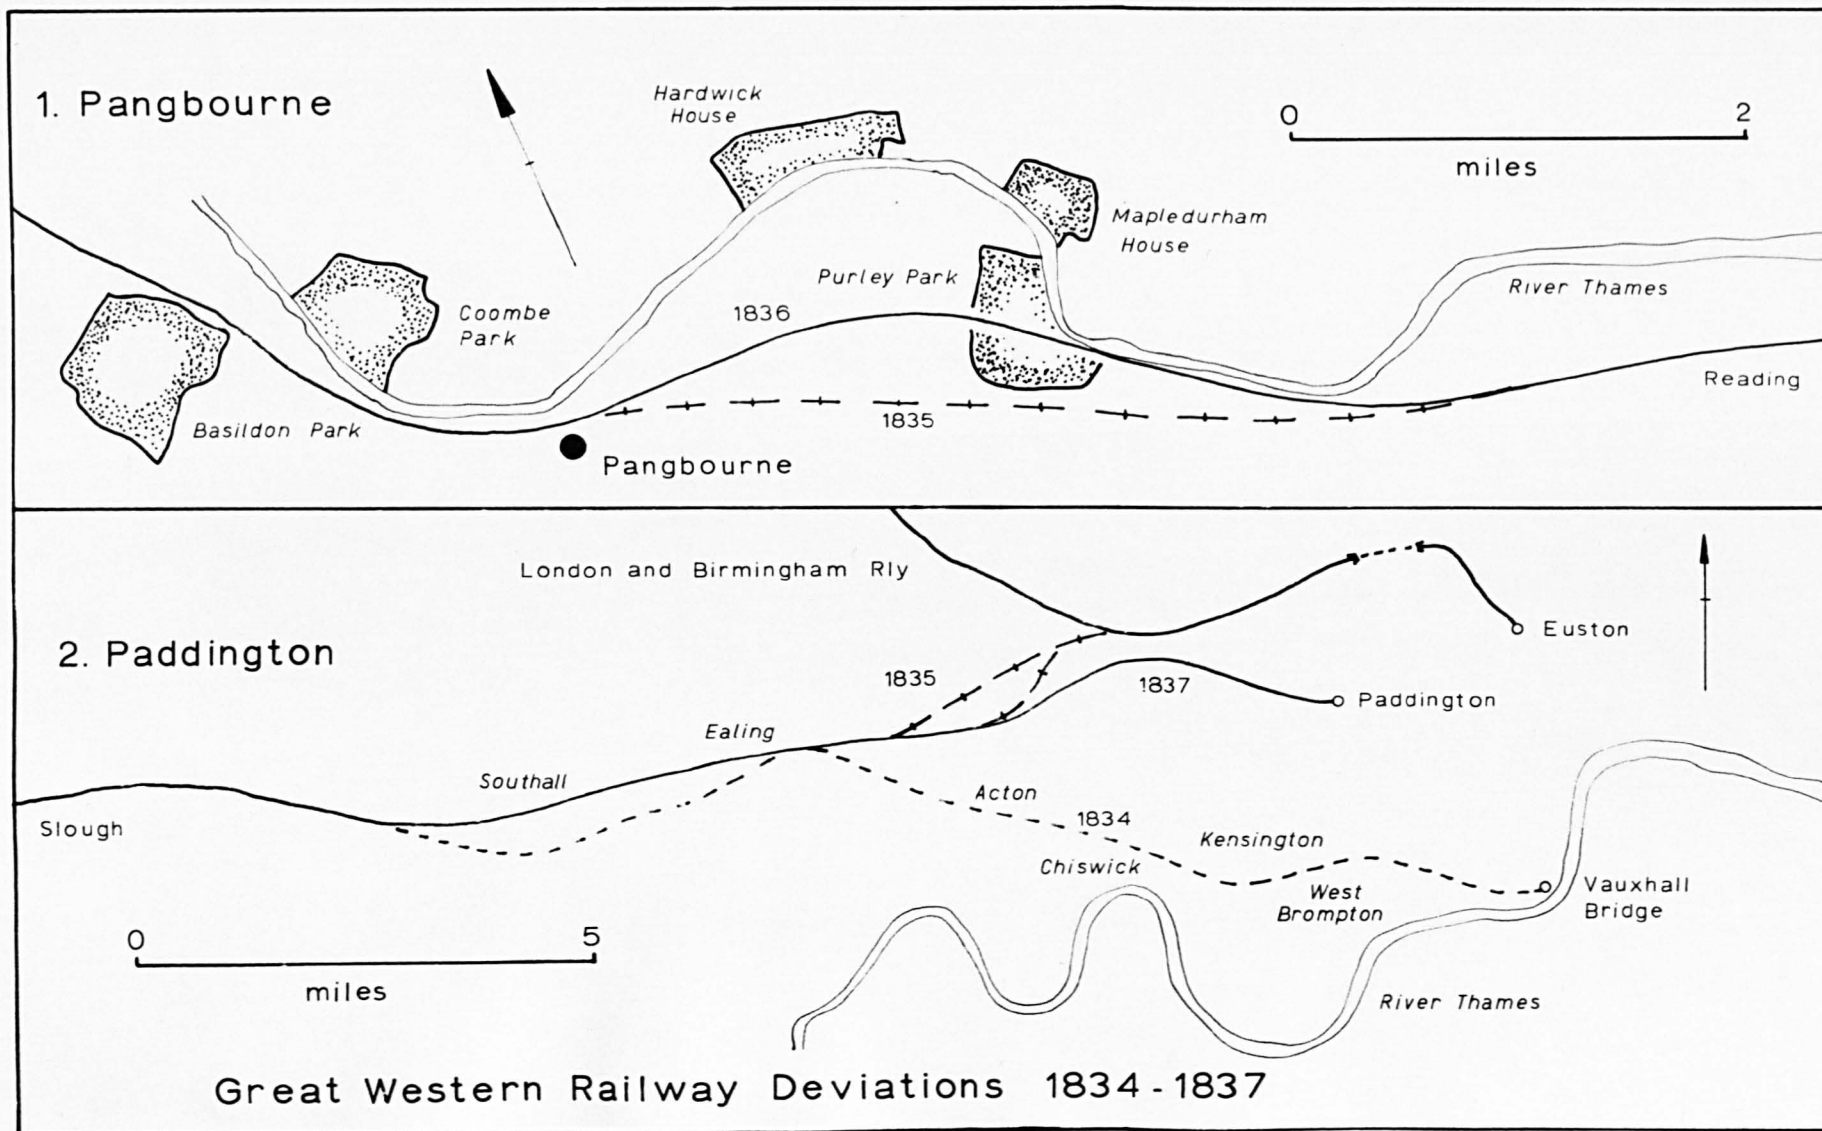 1. Pangbourne
Hardwick
House
0 2
miles
Mapledurham
House
Purley Park
River Thames
Coombe
Park
1836
Reading
1835
Basildon Park
Pangbourne
London and Birmingham Rly
Euston
2. Paddington
1835
1837
Paddington
Ealing
Southall
Acton
Slough
1834
Kensington
Chiswick
West
Brompton
Vauxhall
Bridge
0 5
miles
River Thames
Great Western Railway Deviations 1834-1837